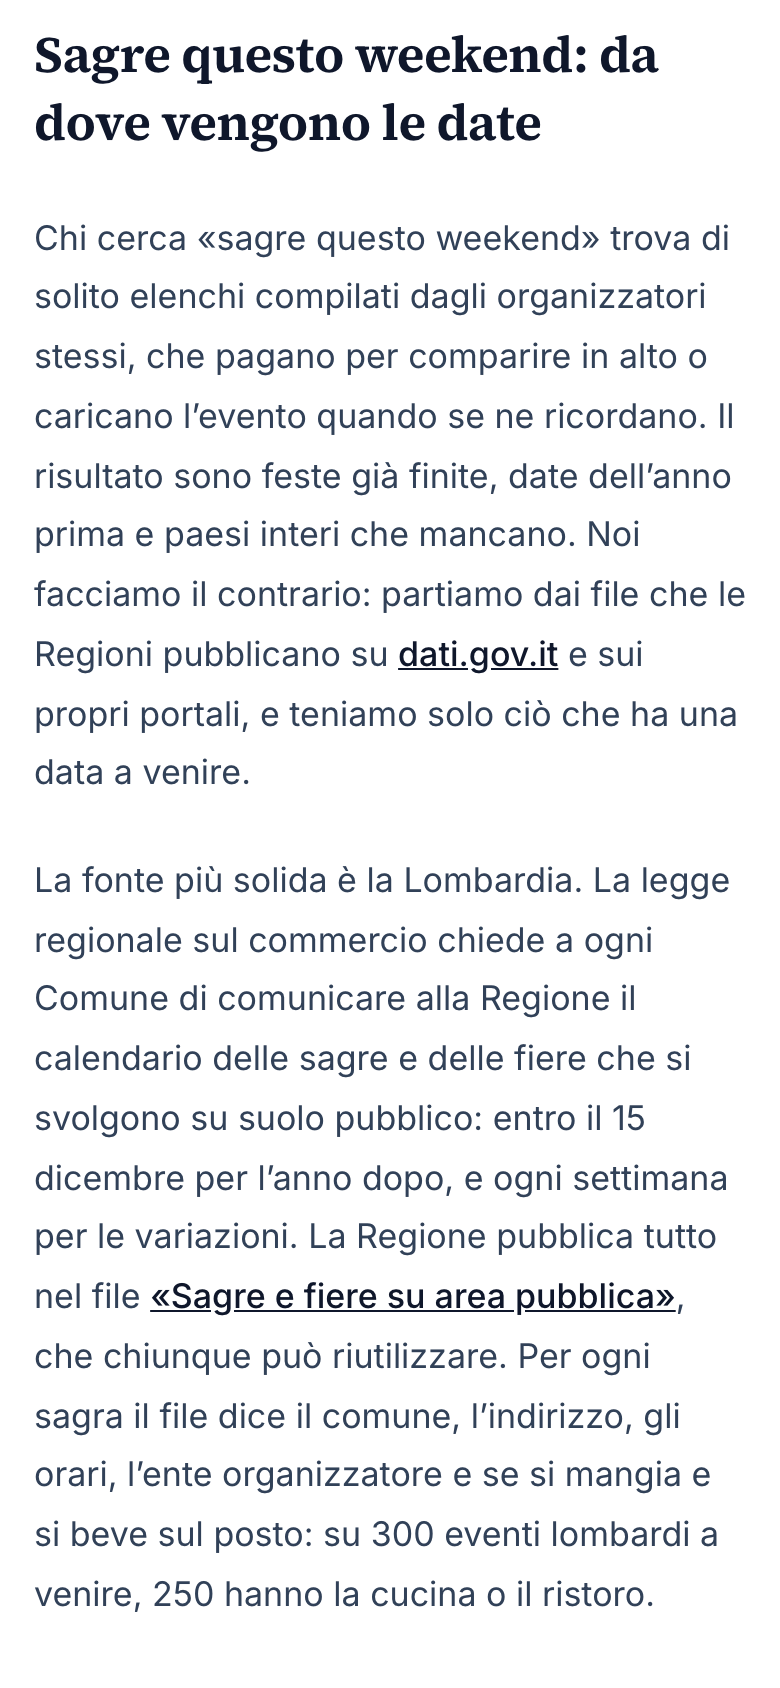 Sagre questo weekend: da
dove vengono le date
Chi cerca «sagre questo weekend» trova di
solito elenchi compilati dagli organizzatori
stessi, che pagano per comparire in alto o
caricano l’evento quando se ne ricordano. Il
risultato sono feste già finite, date dell’anno
prima e paesi interi che mancano. Noi
facciamo il contrario: partiamo dai file che le
Regioni pubblicano su dati.gov.it e sui
propri portali, e teniamo solo ciò che ha una
data a venire.
La fonte più solida è la Lombardia. La legge
regionale sul commercio chiede a ogni
Comune di comunicare alla Regione il
calendario delle sagre e delle fiere che si
svolgono su suolo pubblico: entro il 15
dicembre per l’anno dopo, e ogni settimana
per le variazioni. La Regione pubblica tutto
nel file «Sagre e fiere su area pubblica»,
che chiunque può riutilizzare. Per ogni
sagra il file dice il comune, l’indirizzo, gli
orari, l’ente organizzatore e se si mangia e
si beve sul posto: su 300 eventi lombardi a
venire, 250 hanno la cucina o il ristoro.